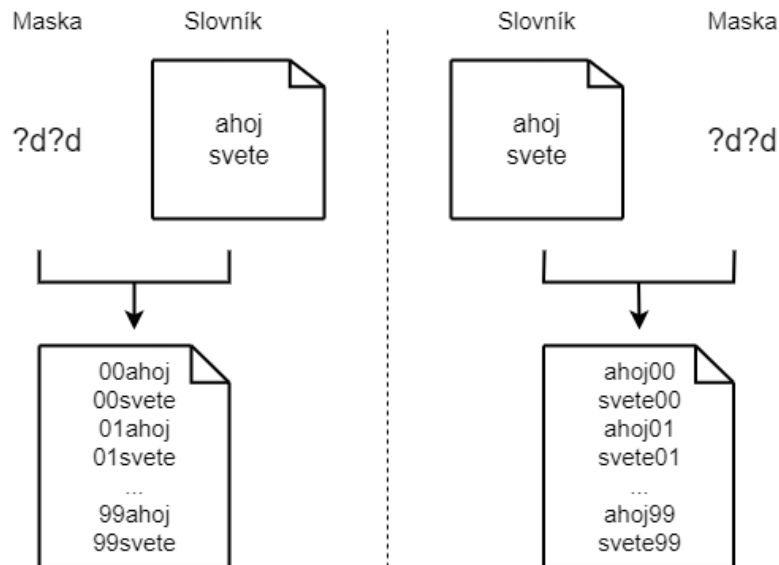 Maska Slovník
?d?d
ahoj
svete
00ahoj
00svete
01ahoj
01svete
...
99ahoj
99svete
Slovník Maska
ahoj
svete
?d?d
ahoj00
svete00
ahoj01
svete01
...
ahoj99
svete99